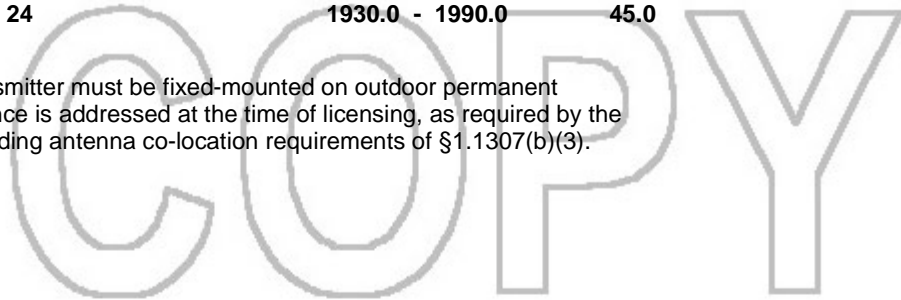 24 1930.0 - 1990.0 45.0
smitter must be fixed-mounted on outdoor permanent
nce is addressed at the time of licensing, as required by the
ding antenna co-location requirements of §1.1307(b)(3).
COPY